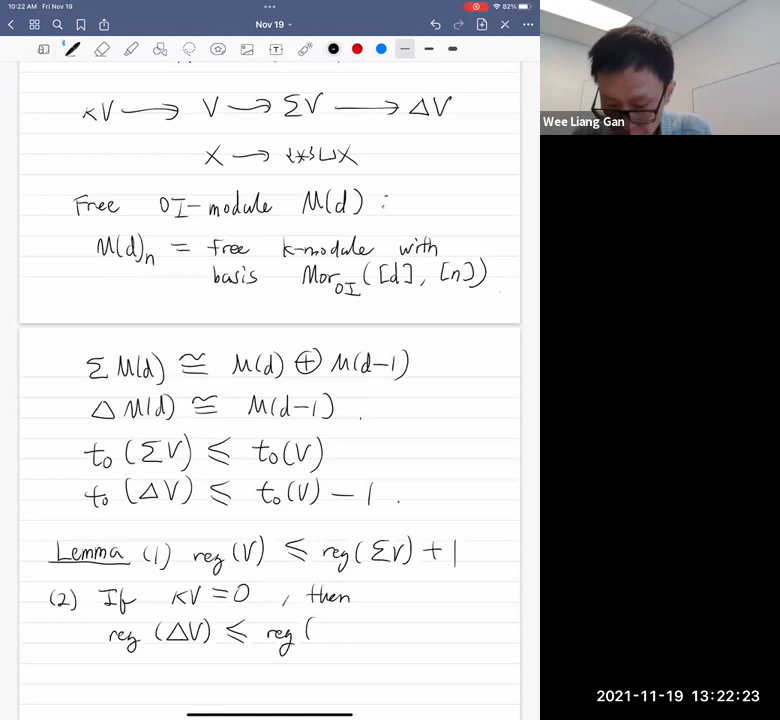 10:22 AM Fri Nov 19
82%
Nov 19
κV → V → ΣV → ΔV
X → {*}⊔X
Free OI-module M(d) :
M(d)n = free k-module with
basis MorOI([d], [n])
ΣM(d) ≅ M(d) ⊕ M(d-1)
ΔM(d) ≅ M(d-1) .
t₀(ΣV) ≤ t₀(V)
t₀(ΔV) ≤ t₀(V) - 1 .
Lemma (1) reg(V) ≤ reg(ΣV) + 1
(2) If κV = 0 , then
reg(ΔV) ≤ reg(
Wee Liang Gan
2021-11-19 13:22:23